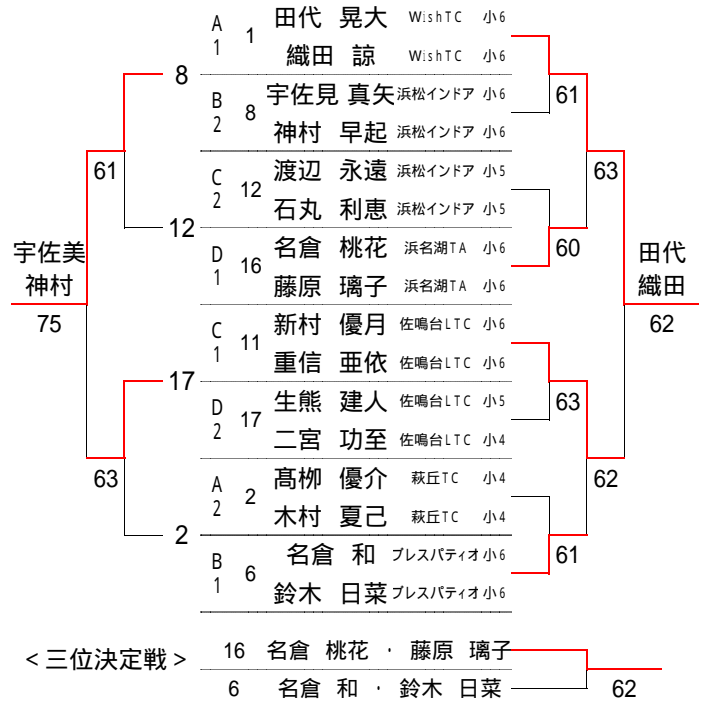 A1 1 田代 晃大 WishTC 小6
織田 諒 WishTC 小6
B2 8 宇佐見 真矢 浜松インドア 小6
神村 早起 浜松インドア 小6
C2 12 渡辺 永遠 浜松インドア 小5
石丸 利恵 浜松インドア 小5
D1 16 名倉 桃花 浜名湖TA 小6
藤原 璃子 浜名湖TA 小6
C1 11 新村 優月 佐鳴台LTC 小6
重信 亜依 佐鳴台LTC 小6
D2 17 生熊 建人 佐鳴台LTC 小5
二宮 功至 佐鳴台LTC 小4
A2 2 髙栁 優介 萩丘TC 小4
木村 夏己 萩丘TC 小4
B1 6 名倉 和 ブレスパティオ 小6
鈴木 日菜 ブレスパティオ 小6
8
61
12
宇佐美
神村
75
17
63
2
61
63
60
田代
織田
62
63
62
61
<三位決定戦>
16 名倉 桃花 ・ 藤原 璃子
6 名倉 和 ・ 鈴木 日菜
62